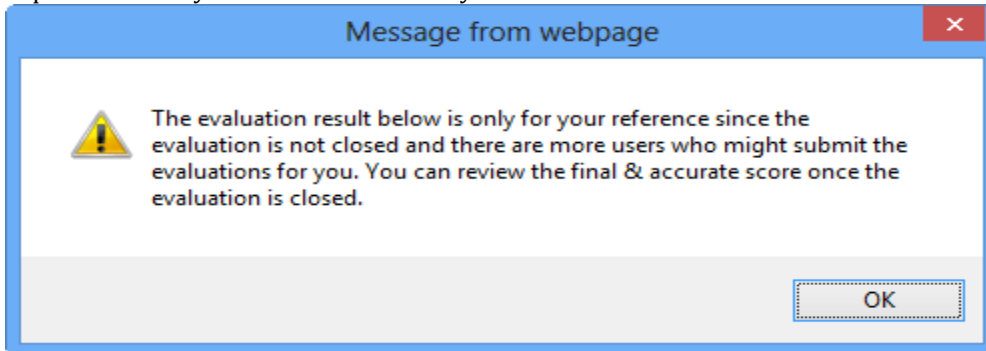 Message from webpage
The evaluation result below is only for your reference since the
evaluation is not closed and there are more users who might submit the
evaluations for you. You can review the final & accurate score once the
evaluation is closed.
OK